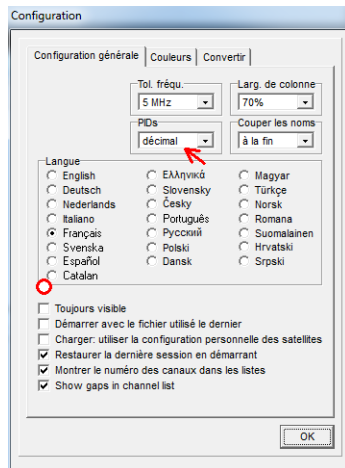 Configuration
Configuration générale Couleurs Convertir
Tol. fréqu. Larg. de colonne
5 MHz 70%
PIDs Couper les noms
décimal à la fin
Langue
English Ελληνικά Magyar
Deutsch Slovensky Türkçe
Nederlands Česky Norsk
Italiano Português Romana
Français Русский Suomalainen
Svenska Polski Hrvatski
Español Dansk Srpski
Catalan
Toujours visible
Démarrer avec le fichier utilisé le dernier
Charger: utiliser la configuration personnelle des satellites
Restaurer la dernière session en démarrant
Montrer le numéro des canaux dans les listes
Show gaps in channel list
OK